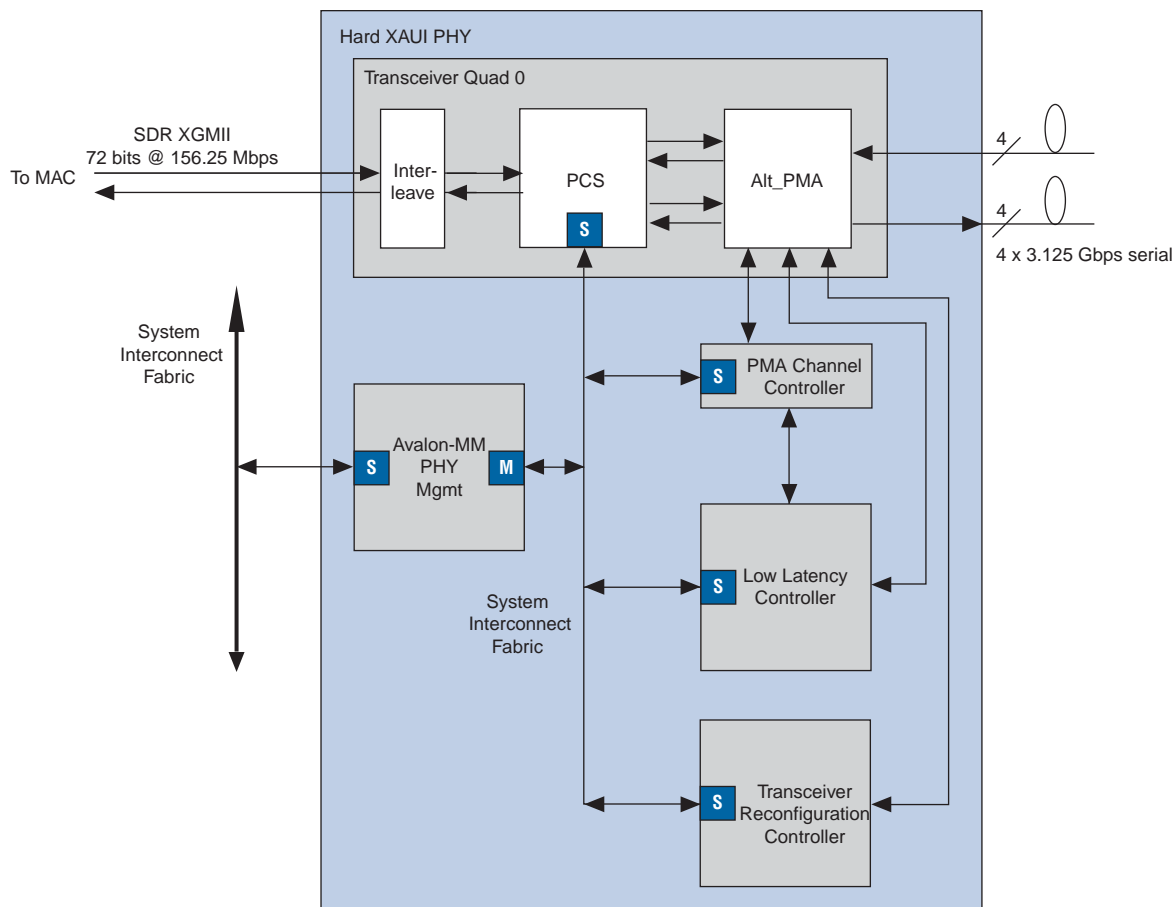 Hard XAUI PHY
Transceiver Quad 0
SDR XGMII
72 bits @ 156.25 Mbps
To MAC
Inter-
leave
PCS
S
Alt_PMA
4
4
4 x 3.125 Gbps serial
System
Interconnect
Fabric
S
PMA Channel
Controller
S
Avalon-MM
PHY
Mgmt
M
S
Low Latency
Controller
System
Interconnect
Fabric
S
Transceiver
Reconfiguration
Controller